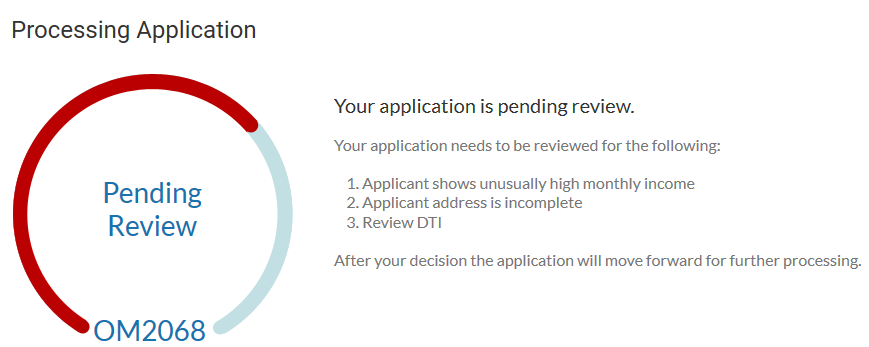 Processing Application
Pending
Review
OM2068
Your application is pending review.
Your application needs to be reviewed for the following:
1. Applicant shows unusually high monthly income
2. Applicant address is incomplete
3. Review DTI
After your decision the application will move forward for further processing.